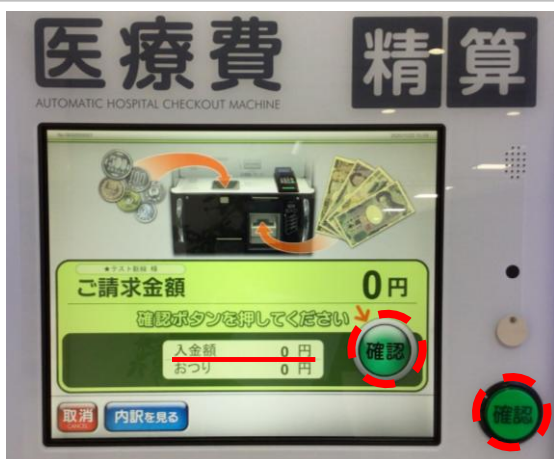 医療費 精算
AUTOMATIC HOSPITAL CHECKOUT MACHINE
ご請求金額 0円
確認ボタンを押してください
入金額 0 円
おつり 0 円
確認
取消
CANCEL
内訳を見る
確認